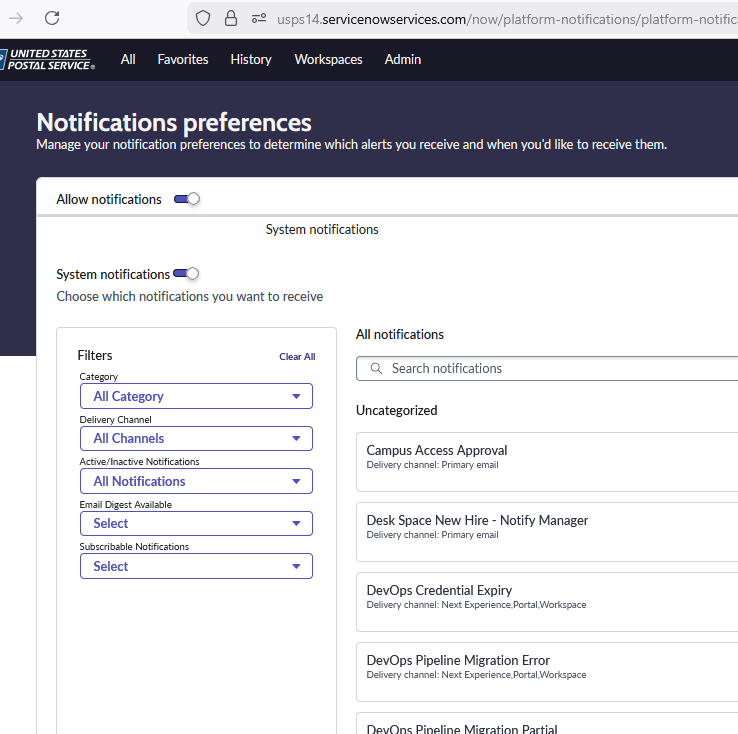 usps14.servicenowservices.com/now/platform-notifications/platform-notific
UNITED STATES
POSTAL SERVICE®
All Favorites History Workspaces Admin
Notifications preferences
Manage your notification preferences to determine which alerts you receive and when you'd like to receive them.
Allow notifications
System notifications
System notifications
Choose which notifications you want to receive
Filters
Clear All
Category
All Category
Delivery Channel
All Channels
Active/Inactive Notifications
All Notifications
Email Digest Available
Select
Subscribable Notifications
Select
All notifications
Search notifications
Uncategorized
Campus Access Approval
Delivery channel: Primary email
Desk Space New Hire - Notify Manager
Delivery channel: Primary email
DevOps Credential Expiry
Delivery channel: Next Experience,Portal,Workspace
DevOps Pipeline Migration Error
Delivery channel: Next Experience,Portal,Workspace
DevOps Pipeline Migration Partial